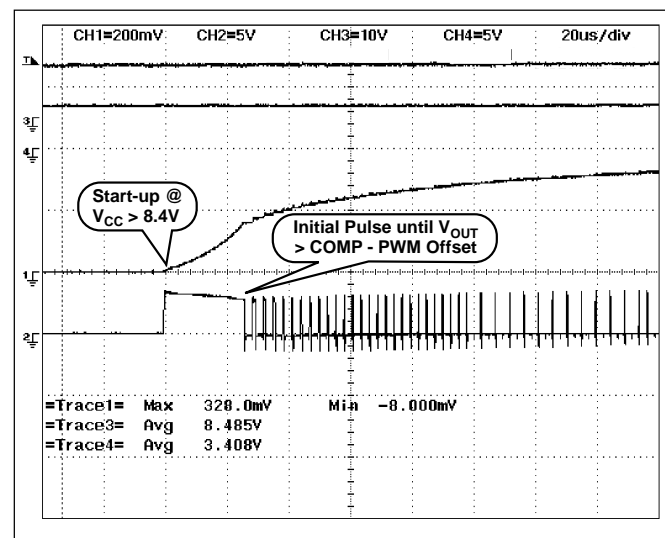 CH1=200mV CH2=5V CH3=10V CH4=5V 20us/div
T
3
4
Start-up @
VCC > 8.4V
Initial Pulse until VOUT
> COMP - PWM Offset
1
2
=Trace1= Max 328.0mV Min -8.000mV
=Trace3= Avg 8.485V
=Trace4= Avg 3.408V